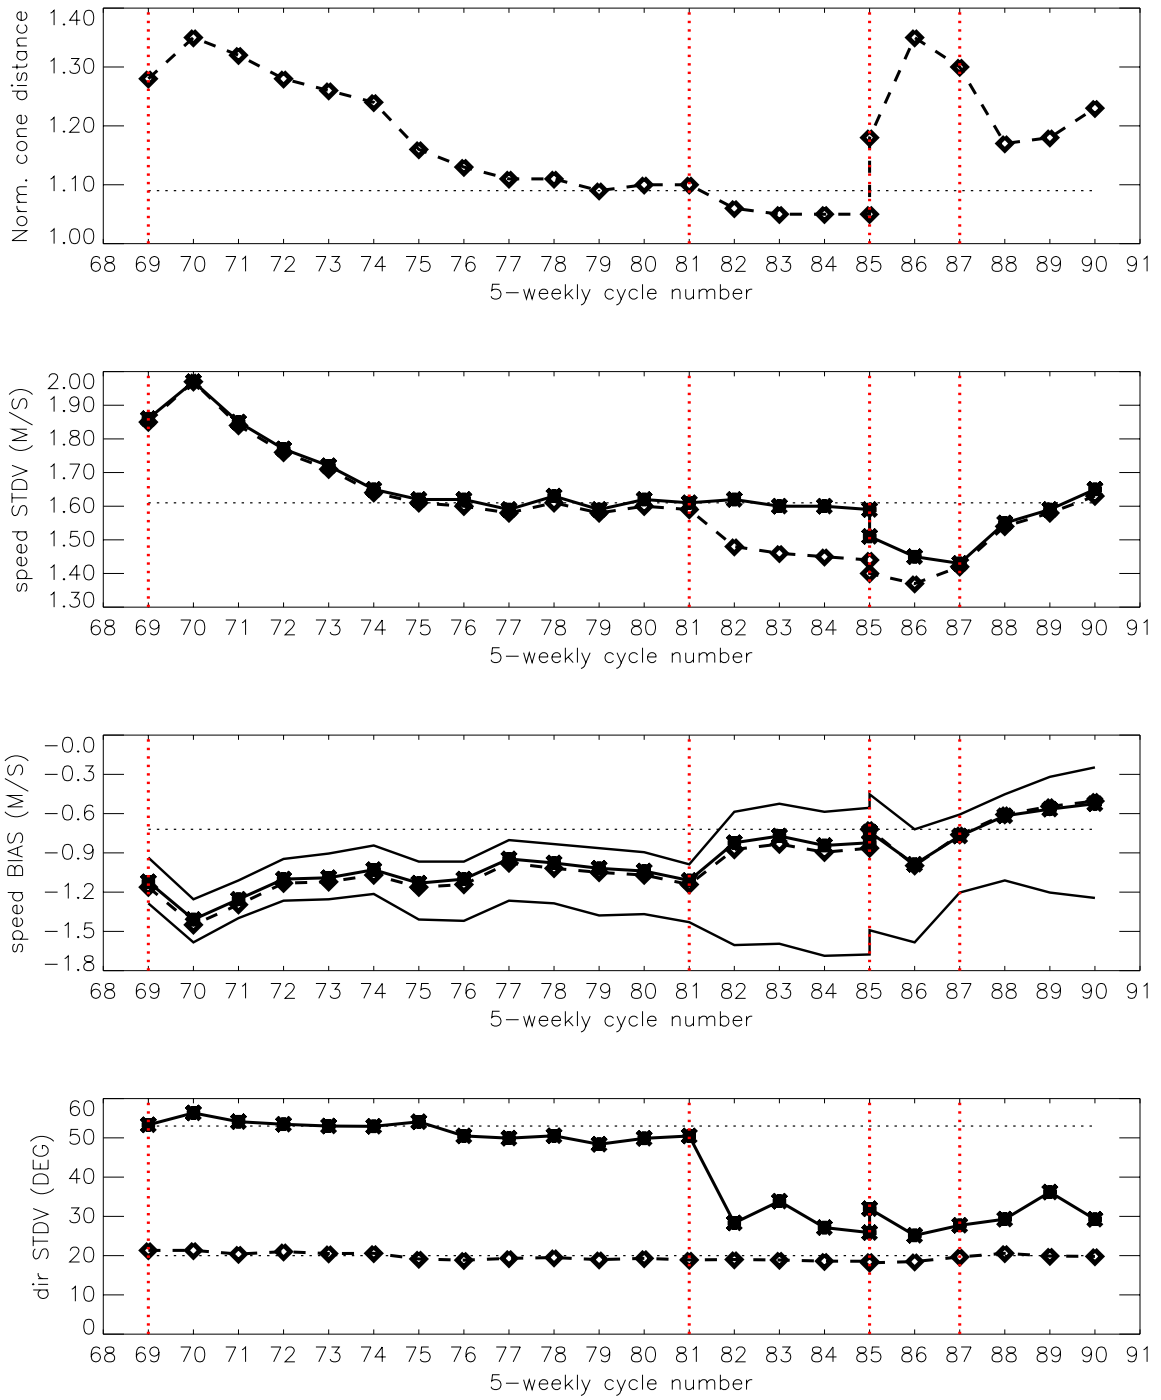 Norm. cone distance
1.40
1.30
1.20
1.10
1.00
68 69 70 71 72 73 74 75 76 77 78 79 80 81 82 83 84 85 86 87 88 89 90 91
5-weekly cycle number
speed STDV (M/S)
2.00
1.90
1.80
1.70
1.60
1.50
1.40
1.30
68 69 70 71 72 73 74 75 76 77 78 79 80 81 82 83 84 85 86 87 88 89 90 91
5-weekly cycle number
speed BIAS (M/S)
-0.0
-0.3
-0.6
-0.9
-1.2
-1.5
-1.8
68 69 70 71 72 73 74 75 76 77 78 79 80 81 82 83 84 85 86 87 88 89 90 91
5-weekly cycle number
dir STDV (DEG)
60
50
40
30
20
10
0
68 69 70 71 72 73 74 75 76 77 78 79 80 81 82 83 84 85 86 87 88 89 90 91
5-weekly cycle number